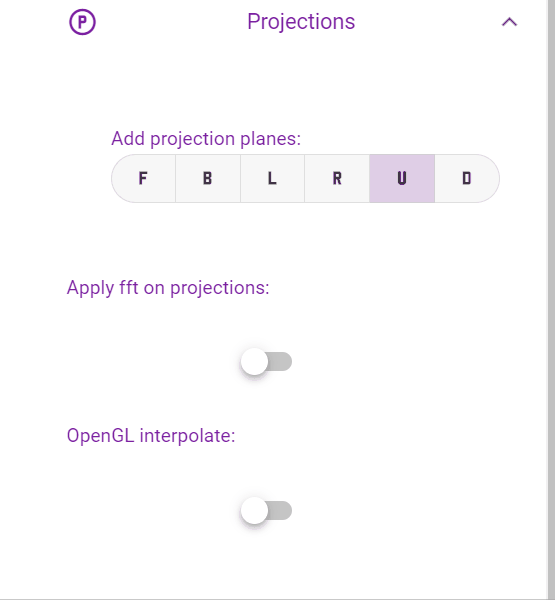 P Projections
Add projection planes:
F B L R U D
Apply fft on projections:
OpenGL interpolate: